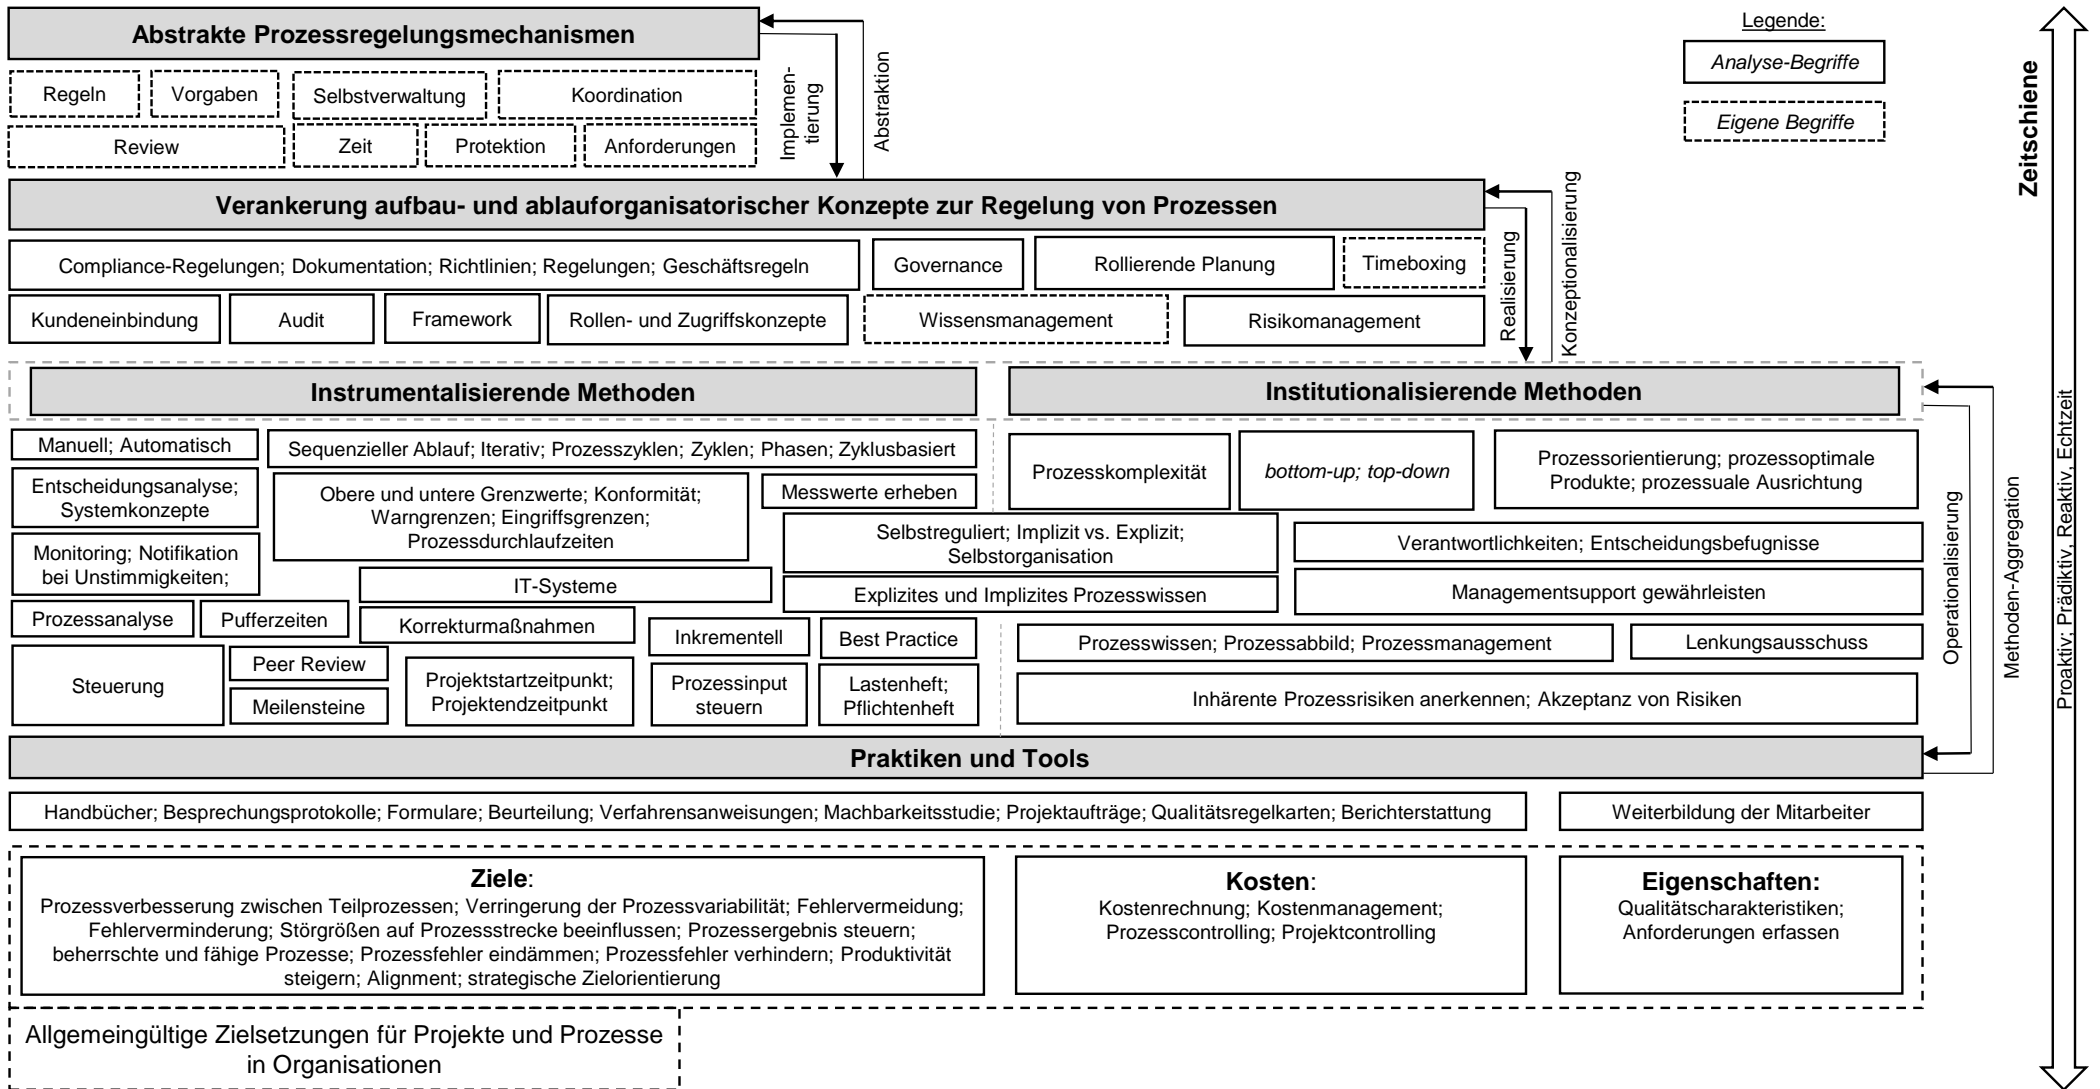 Abstrakte Prozessregelungsmechanismen
Regeln
Vorgaben
Selbstverwaltung
Koordination
Review
Zeit
Protektion
Anforderungen
Implemen-
tierung
Abstraktion
Legende:
Analyse-Begriffe
Eigene Begriffe
Zeitschiene
Verankerung aufbau- und ablauforganisatorischer Konzepte zur Regelung von Prozessen
Compliance-Regelungen; Dokumentation; Richtlinien; Regelungen; Geschäftsregeln
Governance
Rollierende Planung
Timeboxing
Kundeneinbindung
Audit
Framework
Rollen- und Zugriffskonzepte
Wissensmanagement
Risikomanagement
Realisierung
Konzeptionalisierung
Instrumentalisierende Methoden
Institutionalisierende Methoden
Manuell; Automatisch
Sequenzieller Ablauf; Iterativ; Prozesszyklen; Zyklen; Phasen; Zyklusbasiert
Entscheidungsanalyse;
Systemkonzepte
Obere und untere Grenzwerte; Konformität;
Warngrenzen; Eingriffsgrenzen;
Prozessdurchlaufzeiten
Messwerte erheben
Monitoring; Notifikation
bei Unstimmigkeiten;
IT-Systeme
Prozessanalyse
Pufferzeiten
Korrekturmaßnahmen
Inkrementell
Best Practice
Steuerung
Peer Review
Meilensteine
Projektstartzeitpunkt;
Projektendzeitpunkt
Prozessinput
steuern
Lastenheft;
Pflichtenheft
Prozesskomplexität
bottom-up; top-down
Prozessorientierung; prozessoptimale
Produkte; prozessuale Ausrichtung
Selbstreguliert; Implizit vs. Explizit;
Selbstorganisation
Verantwortlichkeiten; Entscheidungsbefugnisse
Explizites und Implizites Prozesswissen
Managementsupport gewährleisten
Prozesswissen; Prozessabbild; Prozessmanagement
Lenkungsausschuss
Inhärente Prozessrisiken anerkennen; Akzeptanz von Risiken
Operationalisierung
Methoden-Aggregation
Proaktiv; Prädiktiv, Reaktiv, Echtzeit
Praktiken und Tools
Handbücher; Besprechungsprotokolle; Formulare; Beurteilung; Verfahrensanweisungen; Machbarkeitsstudie; Projektaufträge; Qualitätsregelkarten; Berichterstattung
Weiterbildung der Mitarbeiter
Ziele:
Prozessverbesserung zwischen Teilprozessen; Verringerung der Prozessvariabilität; Fehlervermeidung;
Fehlerverminderung; Störgrößen auf Prozessstrecke beeinflussen; Prozessergebnis steuern;
beherrschte und fähige Prozesse; Prozessfehler eindämmen; Prozessfehler verhindern; Produktivität
steigern; Alignment; strategische Zielorientierung
Kosten:
Kostenrechnung; Kostenmanagement;
Prozesscontrolling; Projektcontrolling
Eigenschaften:
Qualitätscharakteristiken;
Anforderungen erfassen
Allgemeingültige Zielsetzungen für Projekte und Prozesse
in Organisationen